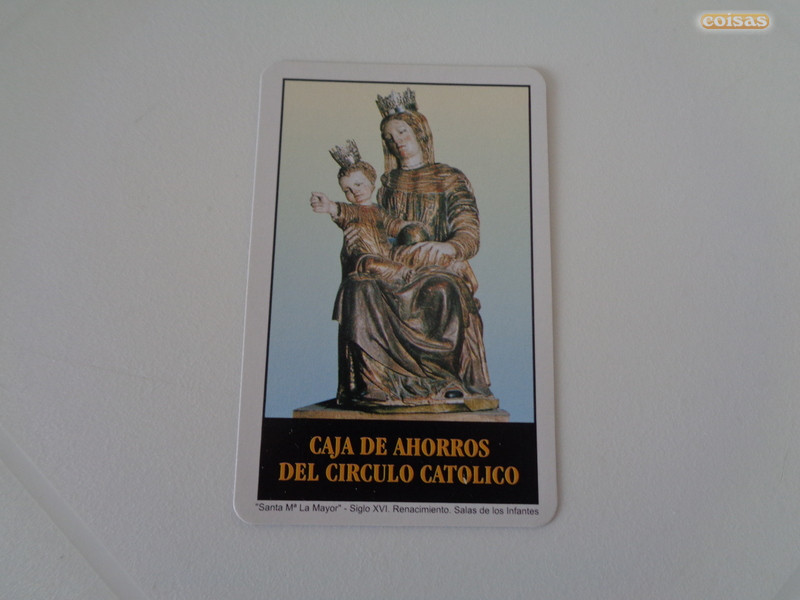 coisas
CAJA DE AHORROS
DEL CIRCULO CATOLICO
"Santa Mª La Mayor" - Siglo XVI. Renacimiento. Salas de los Infantes